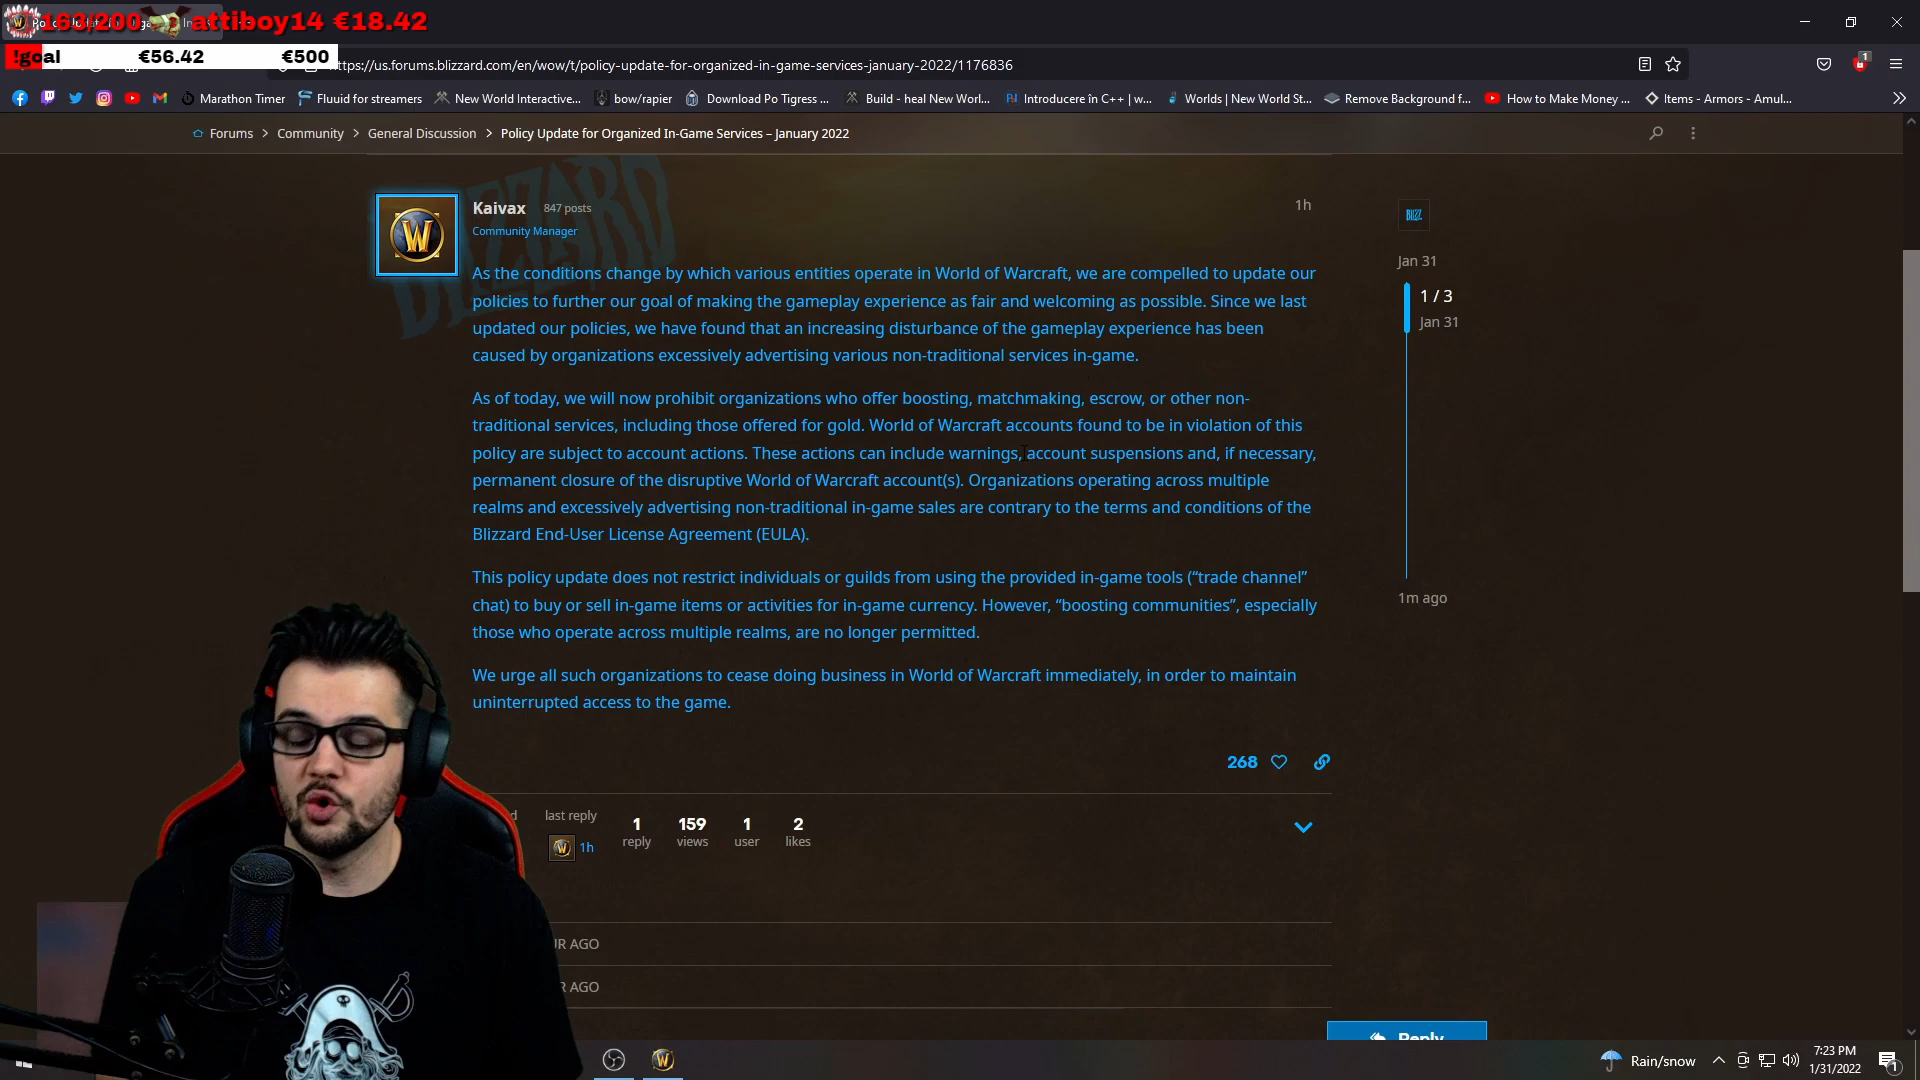 163/200 attiboy14 €18.42
!goal €56.42 €500
https://us.forums.blizzard.com/en/wow/t/policy-update-for-organized-in-game-services-january-2022/1176836
1
Marathon Timer
Fluuid for streamers
New World Interactive...
bow/rapier
Download Po Tigress ...
Build - heal New Worl...
Introducere în C++ | w...
Worlds | New World St...
Remove Background f...
How to Make Money ...
Items - Armors - Amul...
Forums > Community > General Discussion > Policy Update for Organized In-Game Services – January 2022
BLIZZARD
Kaivax 847 posts 1h
Community Manager
As the conditions change by which various entities operate in World of Warcraft, we are compelled to update our
policies to further our goal of making the gameplay experience as fair and welcoming as possible. Since we last
updated our policies, we have found that an increasing disturbance of the gameplay experience has been
caused by organizations excessively advertising various non-traditional services in-game.
As of today, we will now prohibit organizations who offer boosting, matchmaking, escrow, or other non-
traditional services, including those offered for gold. World of Warcraft accounts found to be in violation of this
policy are subject to account actions. These actions can include warnings, account suspensions and, if necessary,
permanent closure of the disruptive World of Warcraft account(s). Organizations operating across multiple
realms and excessively advertising non-traditional in-game sales are contrary to the terms and conditions of the
Blizzard End-User License Agreement (EULA).
This policy update does not restrict individuals or guilds from using the provided in-game tools (“trade channel”
chat) to buy or sell in-game items or activities for in-game currency. However, “boosting communities”, especially
those who operate across multiple realms, are no longer permitted.
We urge all such organizations to cease doing business in World of Warcraft immediately, in order to maintain
uninterrupted access to the game.
268
BLIZZ
Jan 31
1 / 3
Jan 31
1m ago
d last reply
1h
1 reply
159 views
1 user
2 likes
UR AGO
R AGO
Reply
Rain/snow
7:23 PM
1/31/2022
1